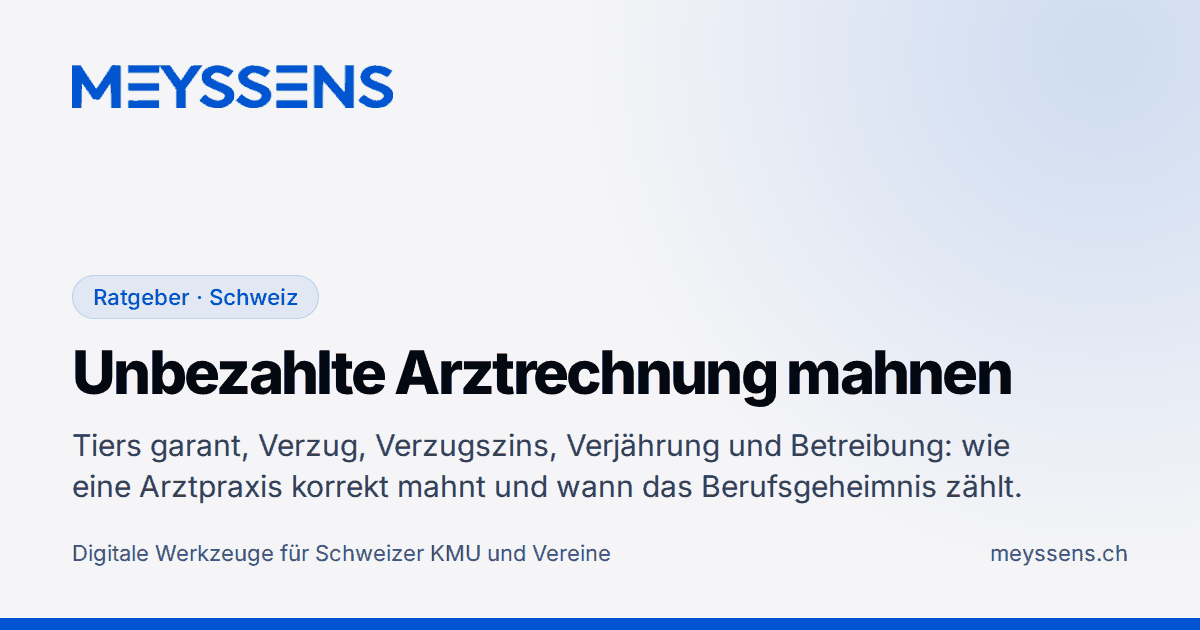 MEYSSENS
Ratgeber · Schweiz
Unbezahlte Arztrechnung mahnen
Tiers garant, Verzug, Verzugszins, Verjährung und Betreibung: wie
eine Arztpraxis korrekt mahnt und wann das Berufsgeheimnis zählt.
Digitale Werkzeuge für Schweizer KMU und Vereine
meyssens.ch